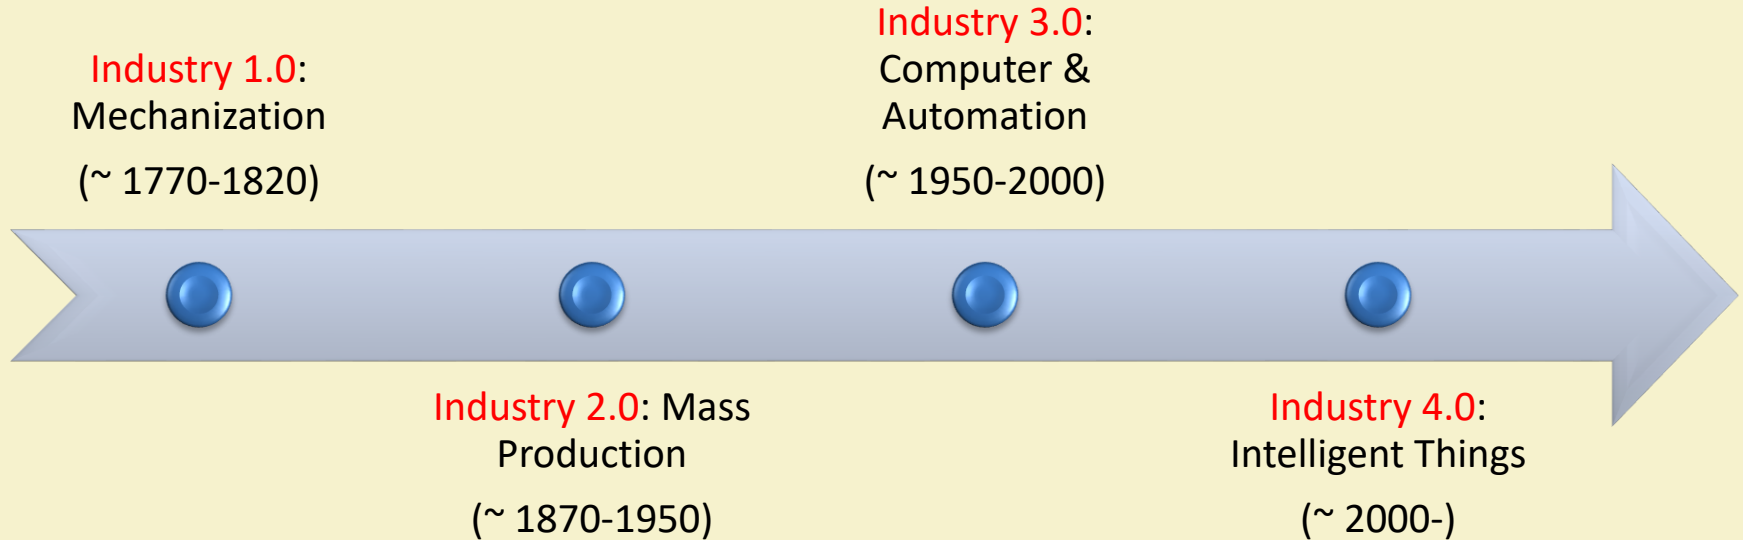 Industry 1.0:
Mechanization
(~ 1770-1820)
Industry 2.0: Mass
Production
(~ 1870-1950)
Industry 3.0:
Computer &
Automation
(~ 1950-2000)
Industry 4.0:
Intelligent Things
(~ 2000-)